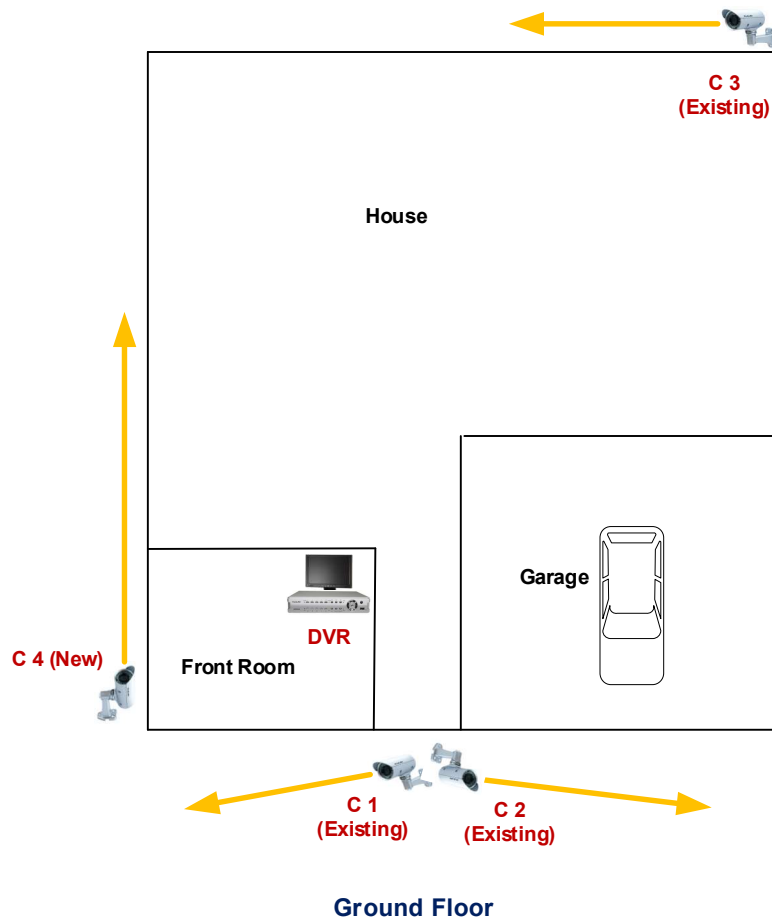 C 3
(Existing)
House
Garage
DVR
C 4 (New)
Front Room
C 1
(Existing)
C 2
(Existing)
Ground Floor